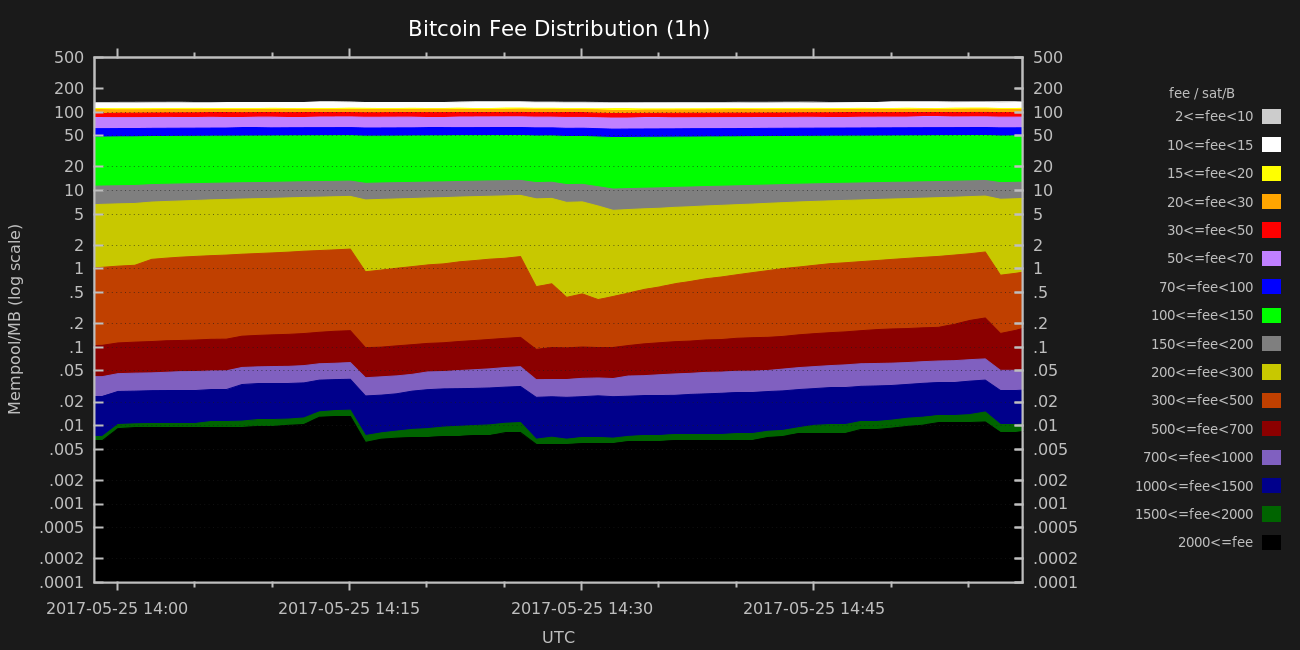 Bitcoin Fee Distribution (1h)
500
200
100
50
20
10
5
2
1
.5
.2
.1
.05
.02
.01
.005
.002
.001
.0005
.0002
.0001
Mempool/MB (log scale)
500
200
100
50
20
10
5
2
1
.5
.2
.1
.05
.02
.01
.005
.002
.001
.0005
.0002
.0001
2017-05-25 14:00
2017-05-25 14:15
2017-05-25 14:30
2017-05-25 14:45
UTC
fee / sat/B
2<=fee<10
10<=fee<15
15<=fee<20
20<=fee<30
30<=fee<50
50<=fee<70
70<=fee<100
100<=fee<150
150<=fee<200
200<=fee<300
300<=fee<500
500<=fee<700
700<=fee<1000
1000<=fee<1500
1500<=fee<2000
2000<=fee